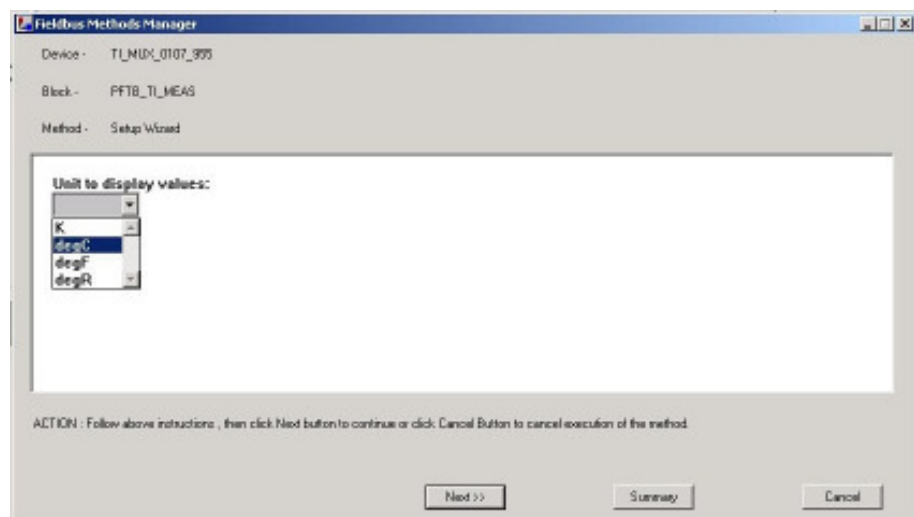 Fieldbus Methods Manager
Device - TI_MUX_0107_955
Block - PFTB_TI_MEAS
Method - Setup Wizard
Unit to display values:
K
degC
degF
degR
ACTION : Follow above instructions , then click Next button to continue or click Cancel Button to cancel execution of the method.
Next >>
Summary
Cancel